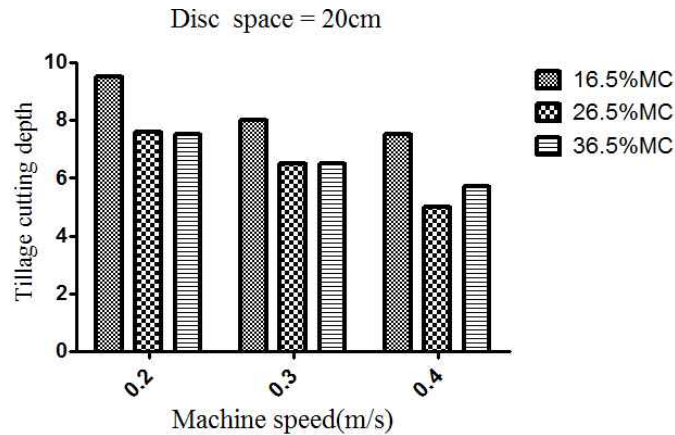 Disc space = 20cm
Tillage cutting depth
10
8
6
4
2
0
0.2
0.3
0.4
Machine speed(m/s)
16.5%MC
26.5%MC
36.5%MC